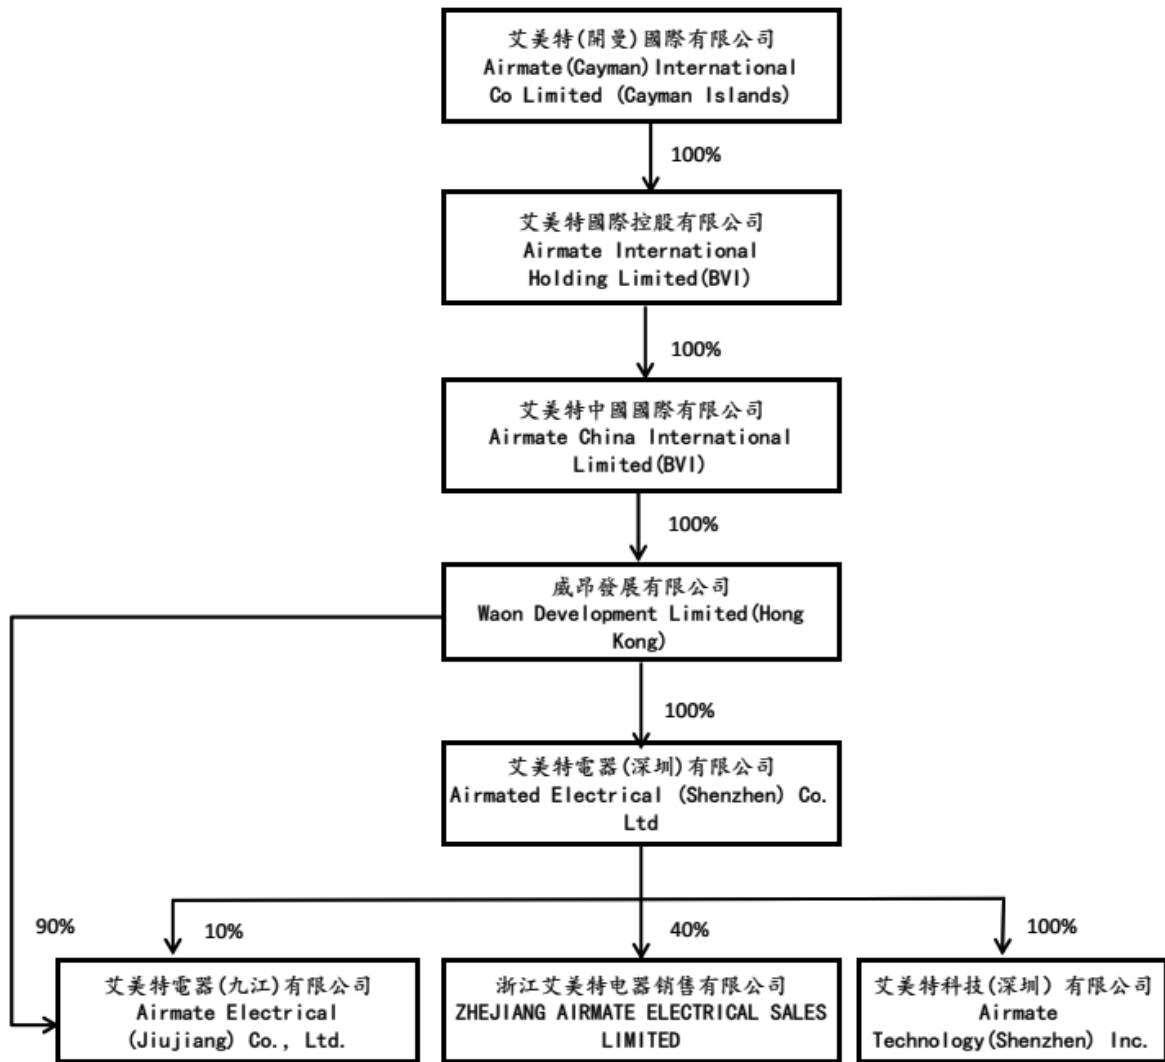 艾美特(開曼)國際有限公司
Airmate(Cayman)International
Co Limited (Cayman Islands)
100%
艾美特國際控股有限公司
Airmate International
Holding Limited(BVI)
100%
艾美特中國國際有限公司
Airmate China International
Limited(BVI)
100%
威昂發展有限公司
Waon Development Limited(Hong
Kong)
100%
艾美特電器(深圳)有限公司
Airmated Electrical (Shenzhen) Co.
Ltd
90%
10%
40%
100%
艾美特電器(九江)有限公司
Airmate Electrical
(Jiujiang) Co., Ltd.
浙江艾美特电器销售有限公司
ZHEJIANG AIRMATE ELECTRICAL SALES
LIMITED
艾美特科技(深圳) 有限公司
Airmate
Technology(Shenzhen) Inc.